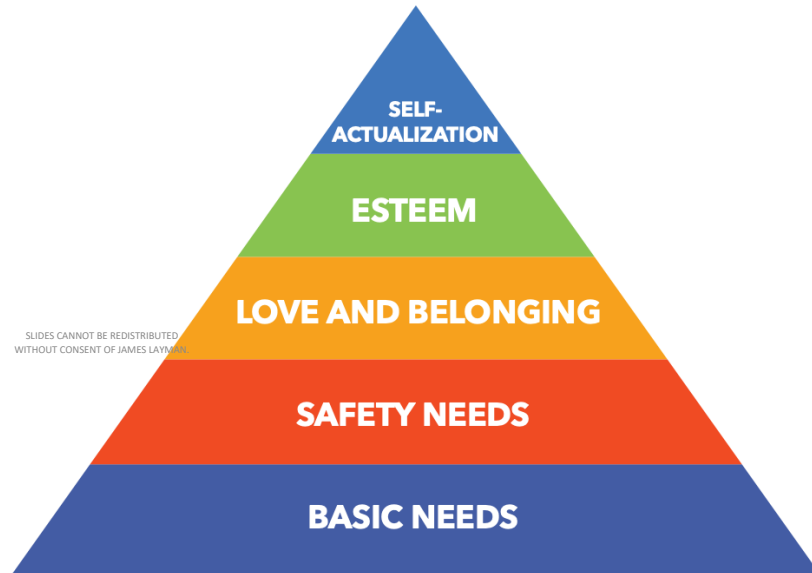 SELF-
ACTUALIZATION
ESTEEM
LOVE AND BELONGING
SLIDES CANNOT BE REDISTRIBUTED
WITHOUT CONSENT OF JAMES LAYMAN.
SAFETY NEEDS
BASIC NEEDS